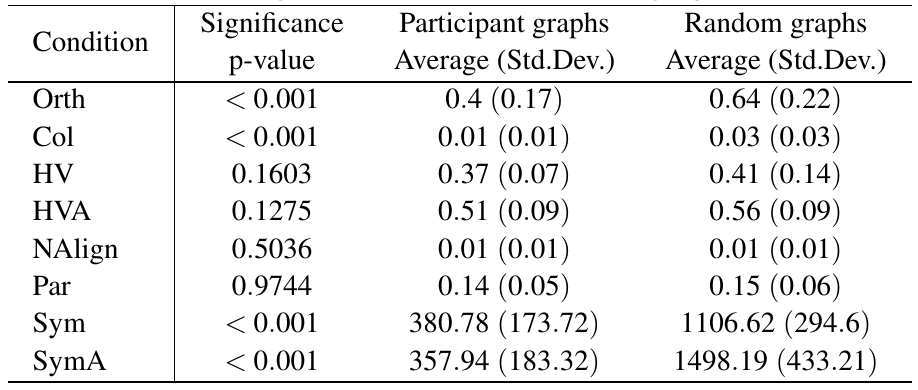 Condition Significance p-value Participant graphs Average (Std.Dev.) Random graphs Average (Std.Dev.)
Orth < 0.001 0.4 (0.17) 0.64 (0.22)
Col < 0.001 0.01 (0.01) 0.03 (0.03)
HV 0.1603 0.37 (0.07) 0.41 (0.14)
HVA 0.1275 0.51 (0.09) 0.56 (0.09)
NAlign 0.5036 0.01 (0.01) 0.01 (0.01)
Par 0.9744 0.14 (0.05) 0.15 (0.06)
Sym < 0.001 380.78 (173.72) 1106.62 (294.6)
SymA < 0.001 357.94 (183.32) 1498.19 (433.21)